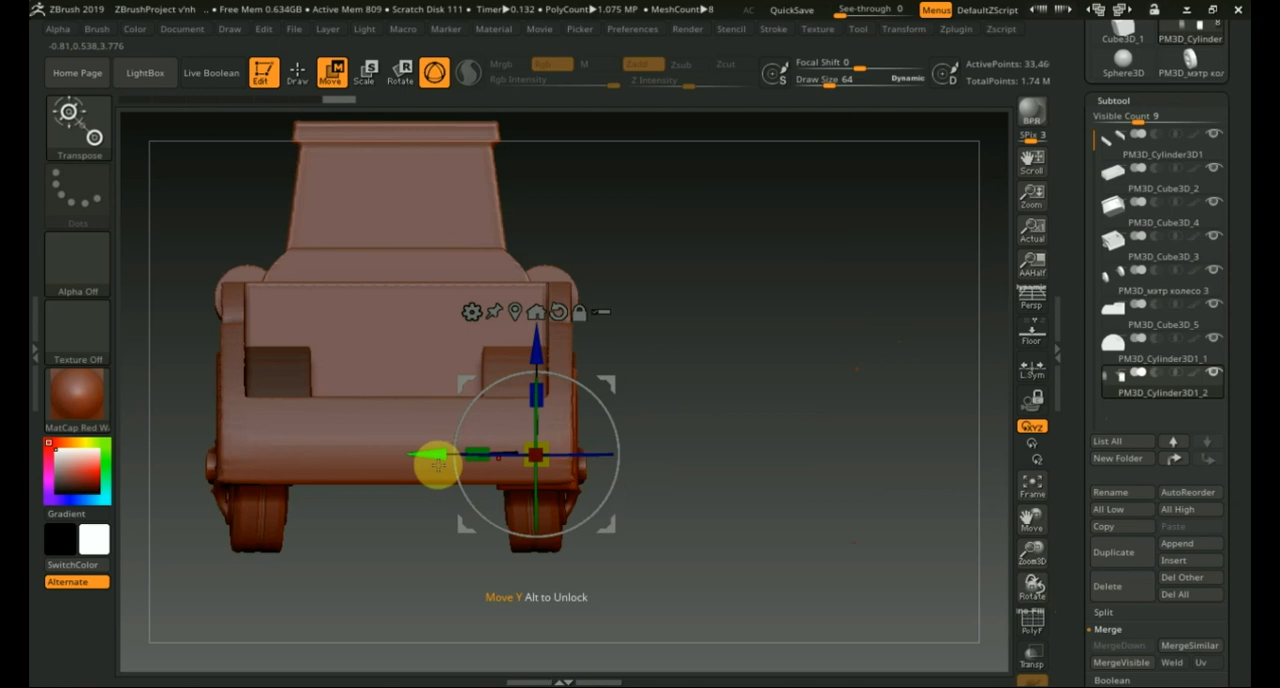 ZBrush 2019 ZBrushProject v'nh .. • Free Mem 0.634GB • Active Mem 809 • Scratch Disk 111 • Timer▶0.132 • PolyCount▶1.075 MP • MeshCount▶8 AC QuickSave See-through 0 Menus DefaultZScript
Alpha Brush Color Document Draw Edit File Layer Light Macro Marker Material Movie Picker Preferences Render Stencil Stroke Texture Tool Transform Zplugin Zscript
-0.81,0.538,3.776
Home Page LightBox Live Boolean Edit Draw Move Scale Rotate
Mrgb Rgb M Zadd Zsub Zcut
Rgb Intensity Z Intensity
Focal Shift 0
Draw Size 64 Dynamic
ActivePoints: 33,46
TotalPoints: 1.74 M
Transpose
Dots
Alpha Off
Texture Off
MatCap Red W
Gradient
SwitchColor
Alternate
Move Y Alt to Unlock
BPR
SPix 3
Scroll
Zoom
Actual
AAHalf
Dynamic
Persp
Floor
L.Sym
XYZ
Frame
Move
Zoom3D
Rotate
PolyF
Transp
Cube3D_1 PM3D_Cylinder
8
Sphere3D PM3D_мэтр кол
Subtool
Visible Count 9
PM3D_Cylinder3D1
PM3D_Cube3D_2
PM3D_Cube3D_4
PM3D_Cube3D_3
PM3D_мэтр колесо 3
PM3D_Cube3D_5
PM3D_Cylinder3D1_1
PM3D_Cylinder3D1_2
List All
New Folder
Rename AutoReorder
All Low All High
Copy Paste
Duplicate Append
Insert
Delete Del Other
Del All
Split
Merge
MergeDown MergeSimilar
MergeVisible Weld Uv
Boolean